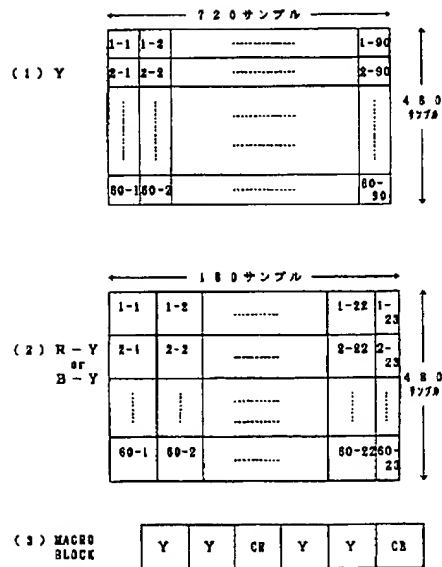 720サンプル
(1) Y
1-1 1-2 1-90
2-1 2-2 2-90
60-1 60-2 60-90
480
サンプル
180サンプル
(2) R-Y
or
B-Y
1-1 1-2 1-22 1-23
2-1 2-2 2-22 2-23
60-1 60-2 60-22 60-23
480
サンプル
(3) MACRO
BLOCK
Y Y CR Y Y CB